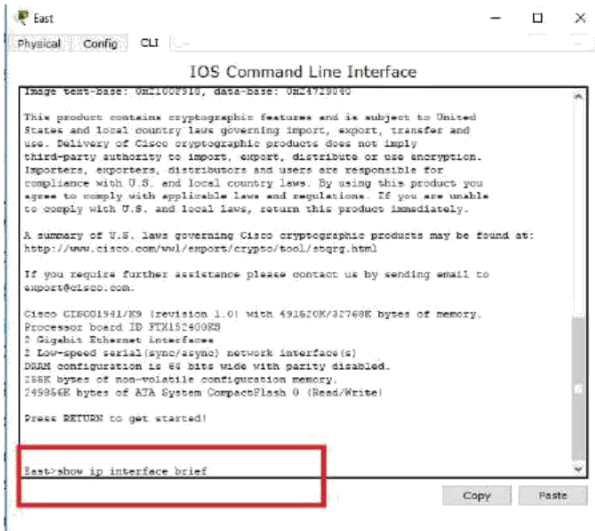 East
Physical Config CLI
IOS Command Line Interface
Image text-base: 0x2100F918, data-base: 0x24729040
This product contains cryptographic features and is subject to United
States and local country laws governing import, export, transfer and
use. Delivery of Cisco cryptographic products does not imply
third-party authority to import, export, distribute or use encryption.
Importers, exporters, distributors and users are responsible for
compliance with U.S. and local country laws. By using this product you
agree to comply with applicable laws and regulations. If you are unable
to comply with U.S. and local laws, return this product immediately.
A summary of U.S. laws governing Cisco cryptographic products may be found at:
http://www.cisco.com/wwl/export/crypto/tool/stqrg.html
If you require further assistance please contact us by sending email to
export@cisco.com.
Cisco CISCO1941/K9 (revision 1.0) with 491520K/32768K bytes of memory.
Processor board ID FTX152400KS
2 Gigabit Ethernet interfaces
2 Low-speed serial(sync/async) network interface(s)
DRAM configuration is 64 bits wide with parity disabled.
255K bytes of non-volatile configuration memory.
249856K bytes of ATA System CompactFlash 0 (Read/Write)
Press RETURN to get started!
East>show ip interface brief
Copy Paste